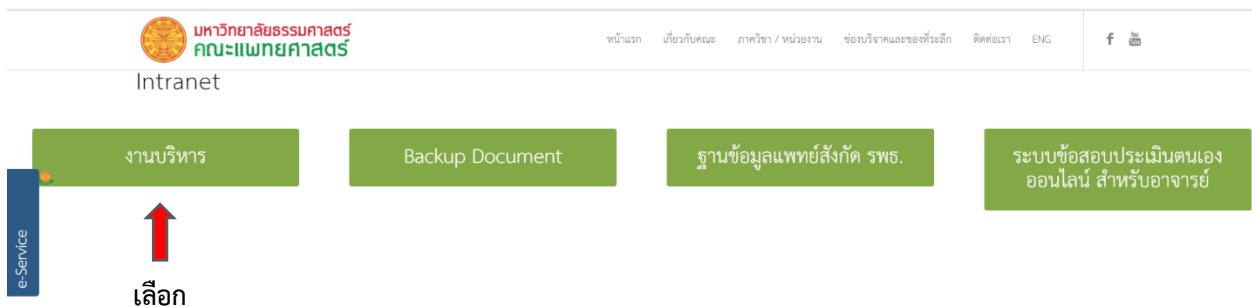 มหาวิทยาลัยธรรมศาสตร์
คณะแพทยศาสตร์
หน้าแรก เกี่ยวกับคณะ ภาควิชา / หน่วยงาน ช่องบริจาคและของที่ระลึก ติดต่อเรา ENG
Intranet
งานบริหาร
Backup Document
ฐานข้อมูลแพทย์สังกัด รพธ.
ระบบข้อสอบประเมินตนเอง
ออนไลน์ สำหรับอาจารย์
e-Service
เลือก